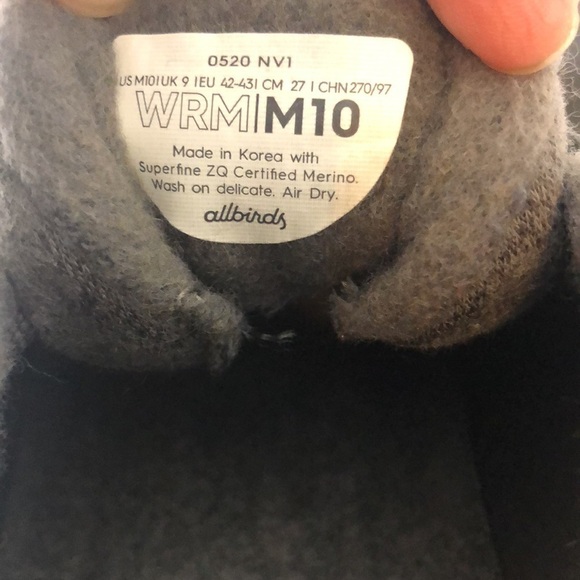 0520 NV1
US M10 | UK 9 | EU 42-43 | CM 27 | CHN 270/97
WRM|M10
Made in Korea with
Superfine ZQ Certified Merino.
Wash on delicate. Air Dry.
allbirds